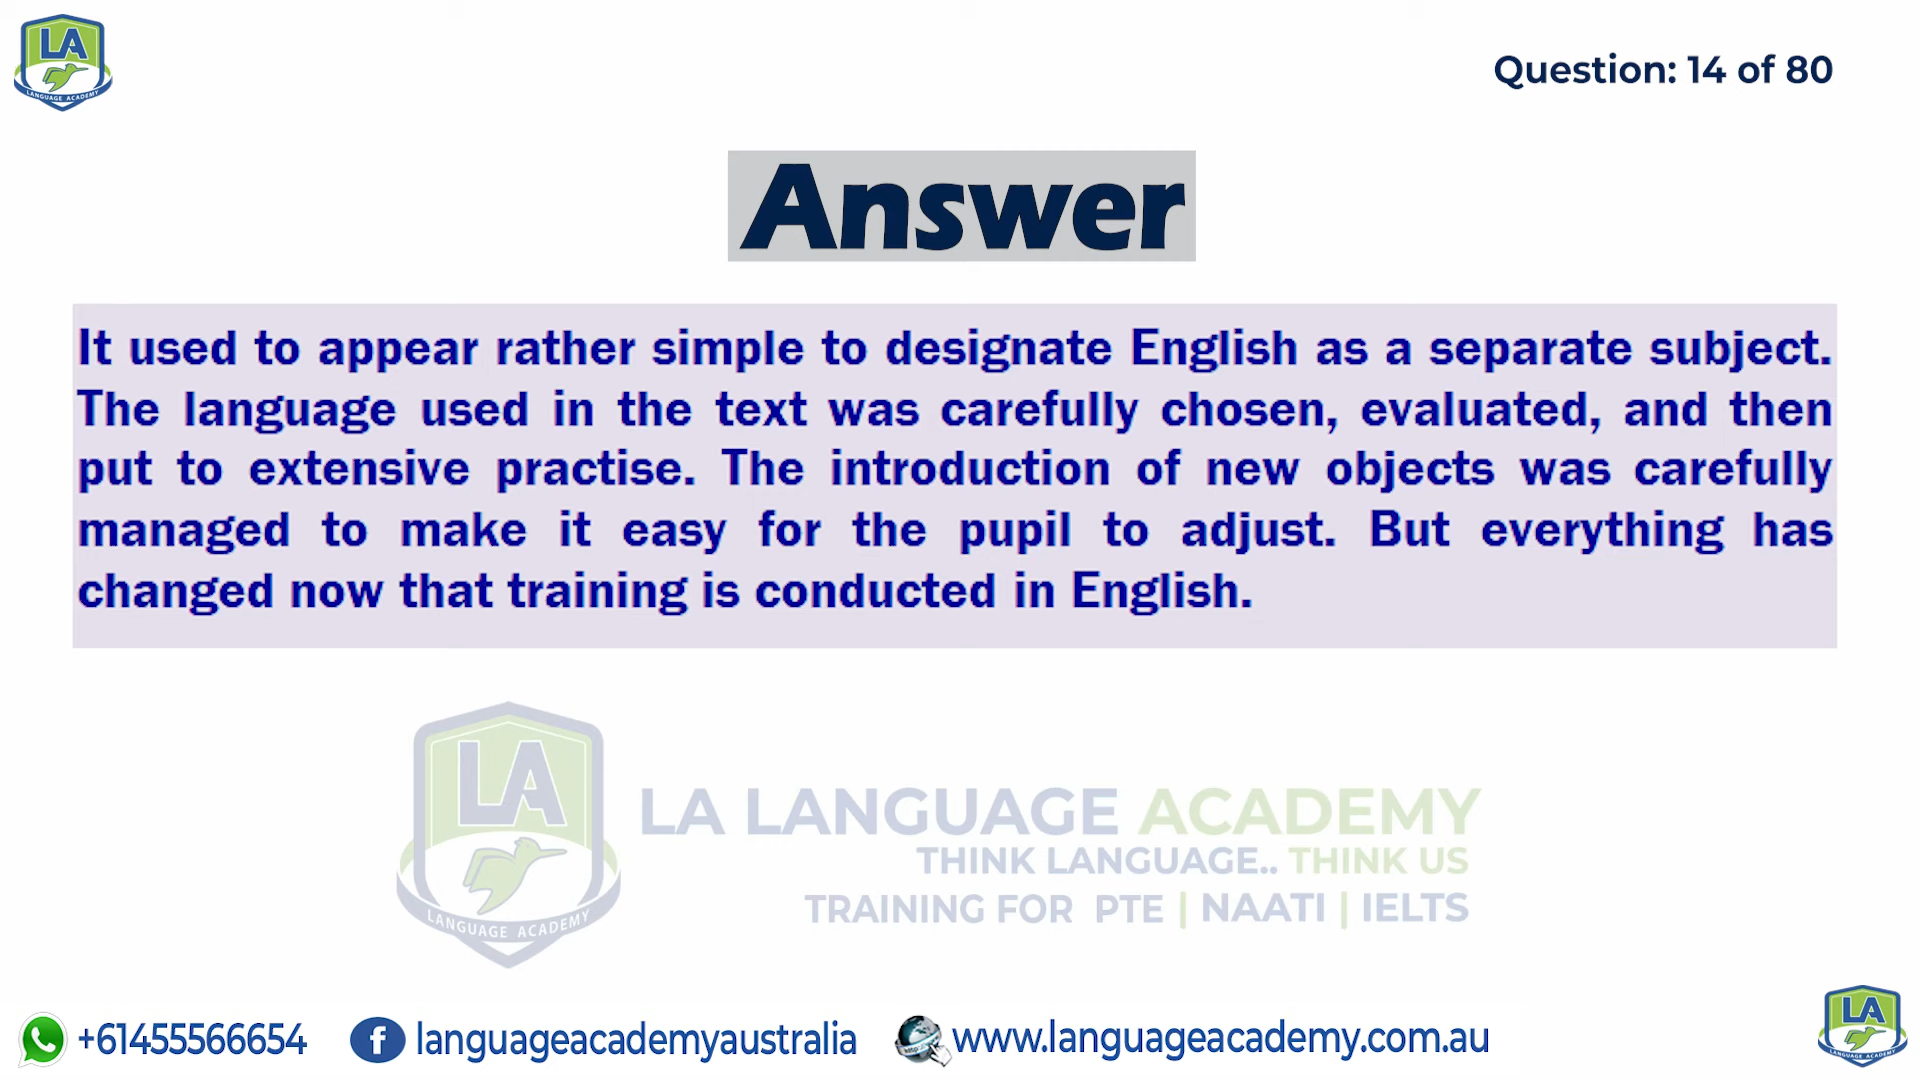 LA
LANGUAGE ACADEMY
Question: 14 of 80
Answer
It used to appear rather simple to designate English as a separate subject.
The language used in the text was carefully chosen, evaluated, and then
put to extensive practise. The introduction of new objects was carefully
managed to make it easy for the pupil to adjust. But everything has
changed now that training is conducted in English.
LA
LANGUAGE ACADEMY
LA LANGUAGE ACADEMY
THINK LANGUAGE.. THINK US
TRAINING FOR PTE | NAATI | IELTS
+61455566654
f languageacademyaustralia
http www.languageacademy.com.au
LA
LANGUAGE ACADEMY